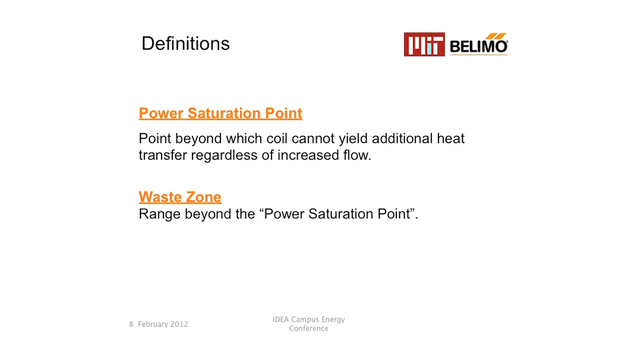 Definitions
MIT BELIMO
Power Saturation Point
Point beyond which coil cannot yield additional heat
transfer regardless of increased flow.
Waste Zone
Range beyond the “Power Saturation Point”.
8 February 2012
IDEA Campus Energy
Conference